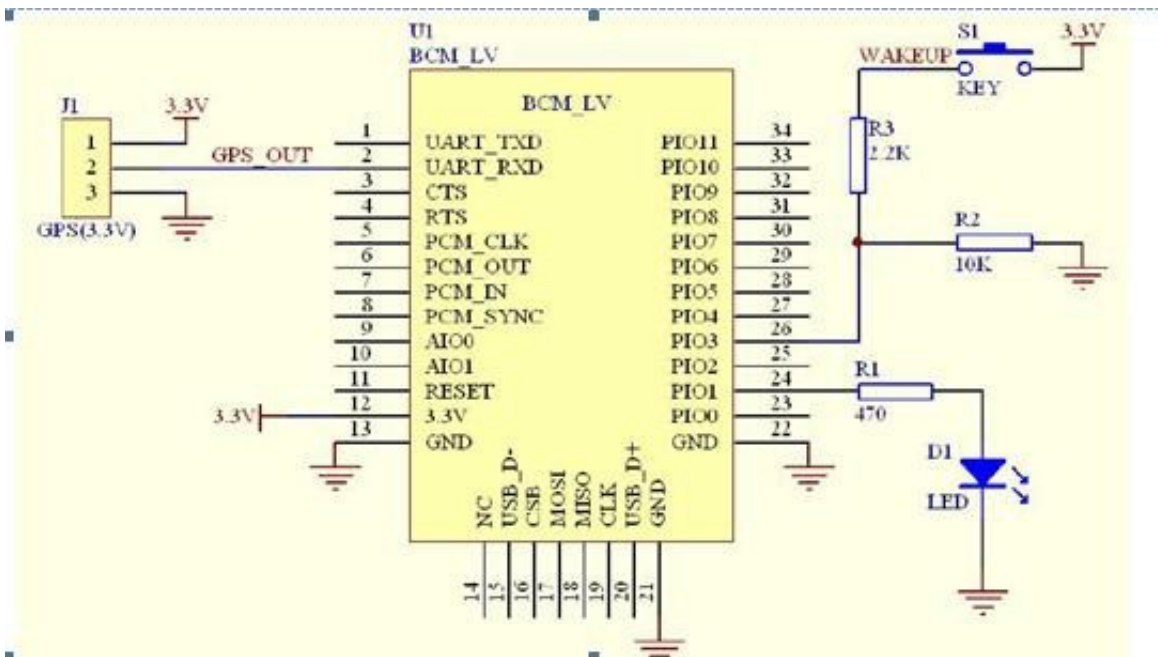 U1
BCM_LV
BCM_LV
J1
3.3V
1
2
3
GPS_OUT
GPS(3.3V)
1 UART_TXD
2 UART_RXD
3 CTS
4 RTS
5 PCM_CLK
6 PCM_OUT
7 PCM_IN
8 PCM_SYNC
9 AIO0
10 AIO1
11 RESET
3.3V 12 3.3V
13 GND
14 NC
15 USB_D-
16 CSB
17 MOSI
18 MISO
19 CLK
20 USB_D+
21 GND
PIO11 34
PIO10 33
PIO9 32
PIO8 31
PIO7 30
PIO6 29
PIO5 28
PIO4 27
PIO3 26
PIO2 25
PIO1 24
PIO0 23
GND 22
S1
3.3V
WAKEUP
KEY
R3
2.2K
R2
10K
R1
470
D1
LED